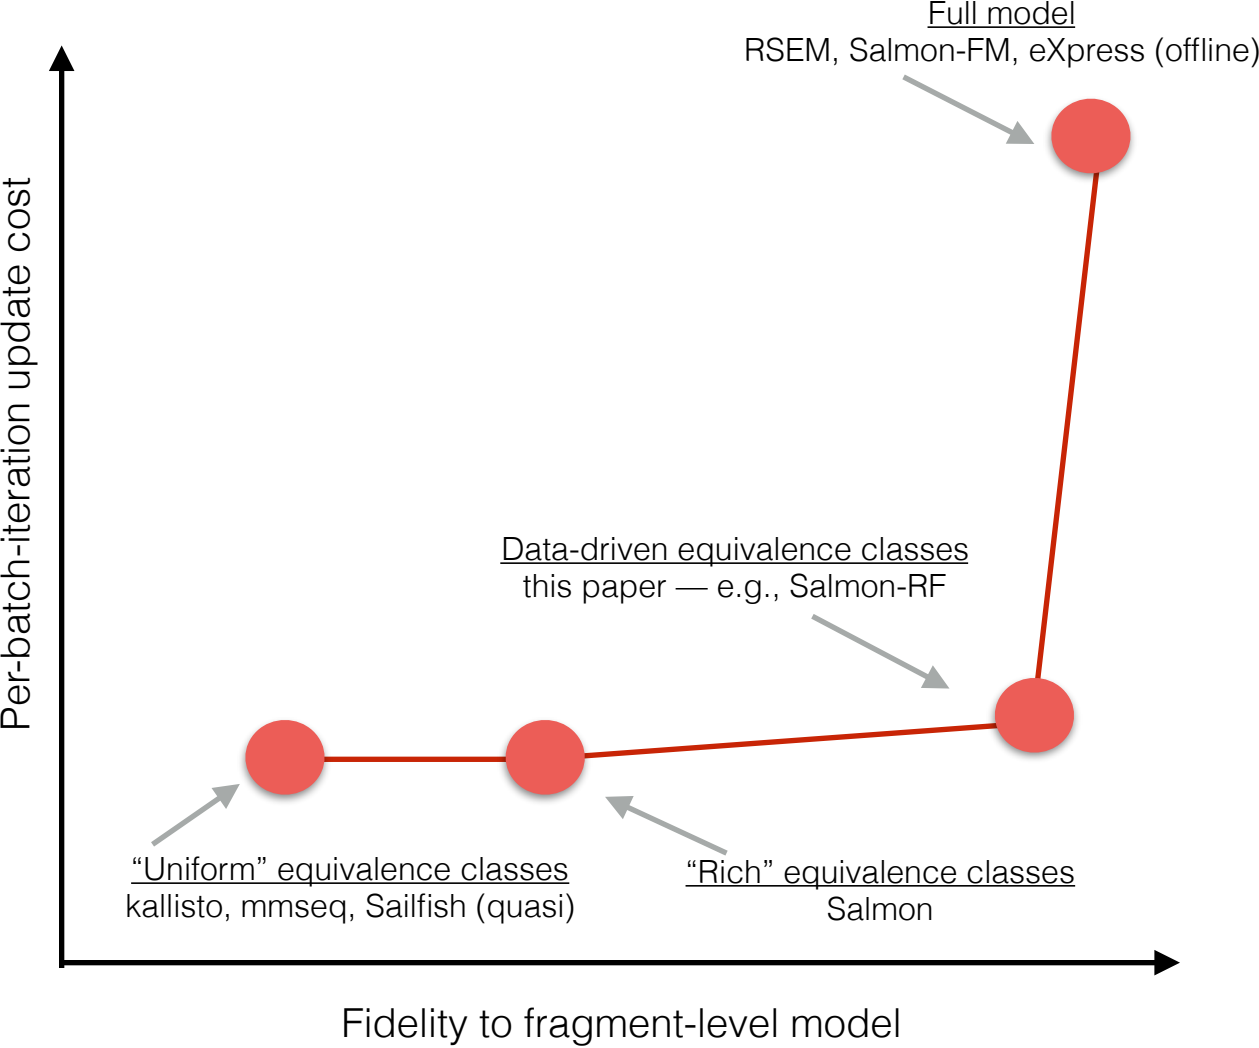 Full model
RSEM, Salmon-FM, eXpress (offline)
Per-batch-iteration update cost
Data-driven equivalence classes
this paper — e.g., Salmon-RF
“Uniform” equivalence classes
kallisto, mmseq, Sailfish (quasi)
“Rich” equivalence classes
Salmon
Fidelity to fragment-level model